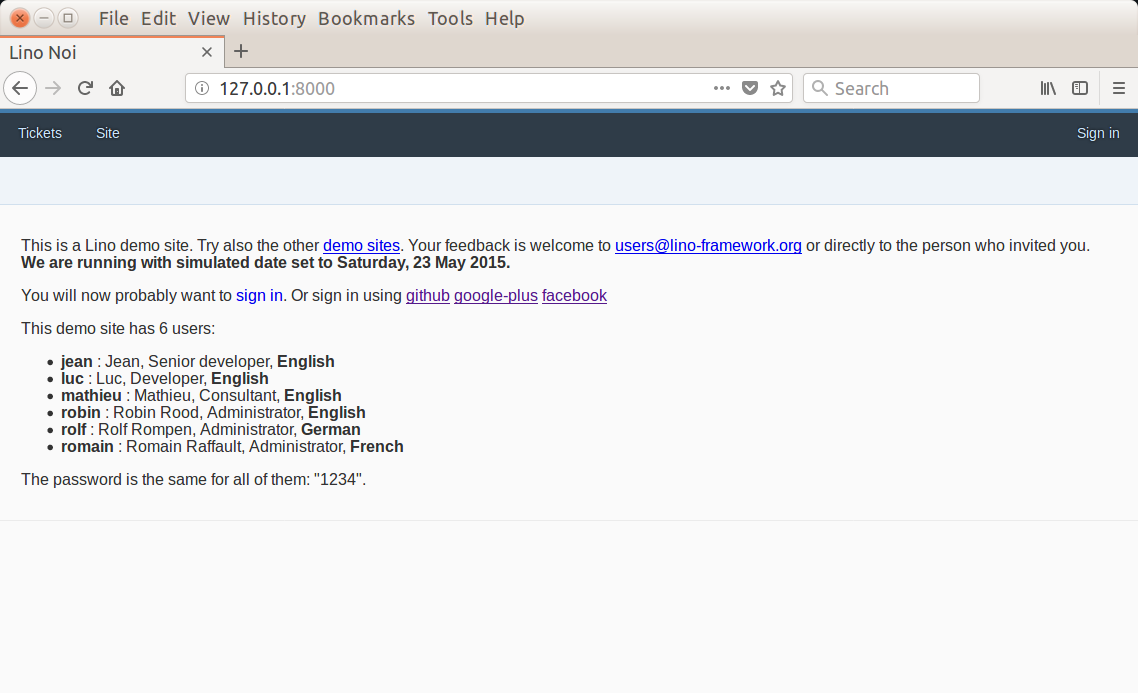 File Edit View History Bookmarks Tools Help
Lino Noi
127.0.0.1:8000
Search
Tickets Site Sign in
This is a Lino demo site. Try also the other demo sites. Your feedback is welcome to users@lino-framework.org or directly to the person who invited you.
We are running with simulated date set to Saturday, 23 May 2015.
You will now probably want to sign in. Or sign in using github google-plus facebook
This demo site has 6 users:
• jean : Jean, Senior developer, English
• luc : Luc, Developer, English
• mathieu : Mathieu, Consultant, English
• robin : Robin Rood, Administrator, English
• rolf : Rolf Rompen, Administrator, German
• romain : Romain Raffault, Administrator, French
The password is the same for all of them: "1234".